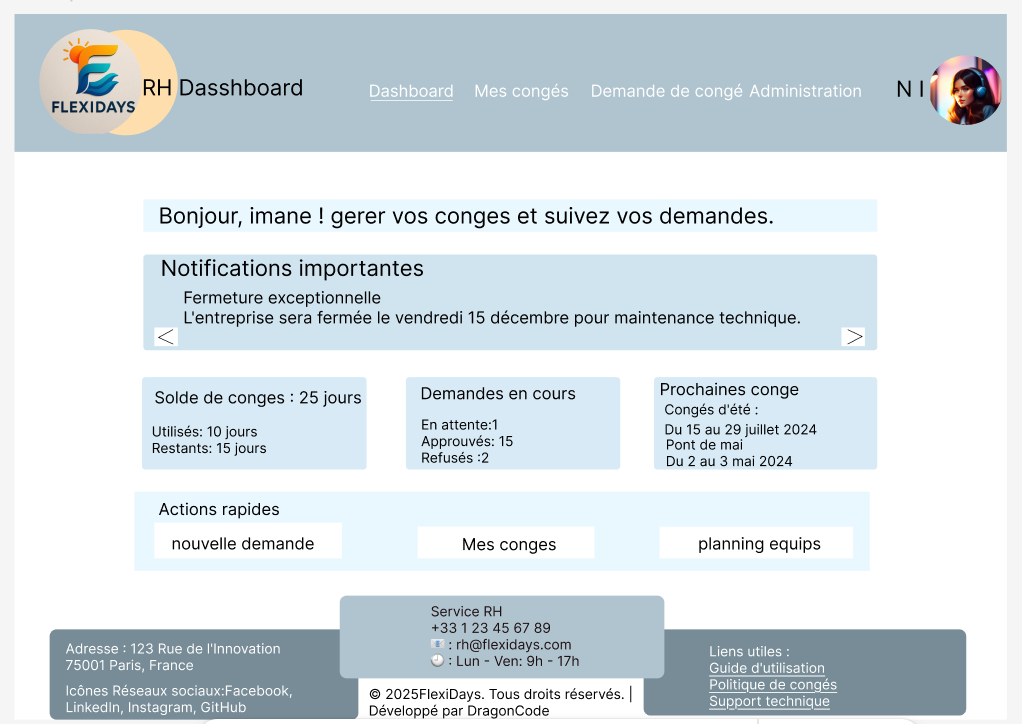 FLEXIDAYS
RH Dasshboard
Dashboard Mes congés Demande de congé Administration
N I
Bonjour, imane ! gerer vos conges et suivez vos demandes.
Notifications importantes
Fermeture exceptionnelle
L'entreprise sera fermée le vendredi 15 décembre pour maintenance technique.
< >
Solde de conges : 25 jours
Utilisés: 10 jours
Restants: 15 jours
Demandes en cours
En attente:1
Approuvés: 15
Refusés :2
Prochaines conge
Congés d'été :
Du 15 au 29 juillet 2024
Pont de mai
Du 2 au 3 mai 2024
Actions rapides
nouvelle demande
Mes conges
planning equips
Adresse : 123 Rue de l'Innovation
75001 Paris, France
Icônes Réseaux sociaux:Facebook,
LinkedIn, Instagram, GitHub
Service RH
+33 1 23 45 67 89
📧 : rh@flexidays.com
🕘 : Lun - Ven: 9h - 17h
© 2025FlexiDays. Tous droits réservés. |
Développé par DragonCode
Liens utiles :
Guide d'utilisation
Politique de congés
Support technique